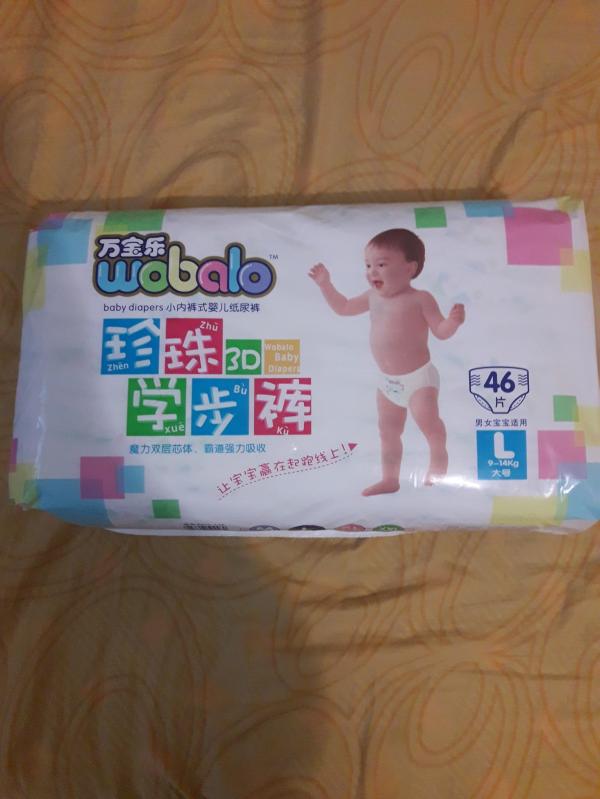 万宝乐
wobalo™
baby diapers 小内裤式婴儿纸尿裤
珍珠3D
Zhēn Zhū
Wobalo Baby Diapers
学步裤
xué Bù Kù
魔力双层芯体、霸道强力吸收
让宝宝赢在起跑线上!
46
片
男女宝宝适用
L
9-14Kg
大号